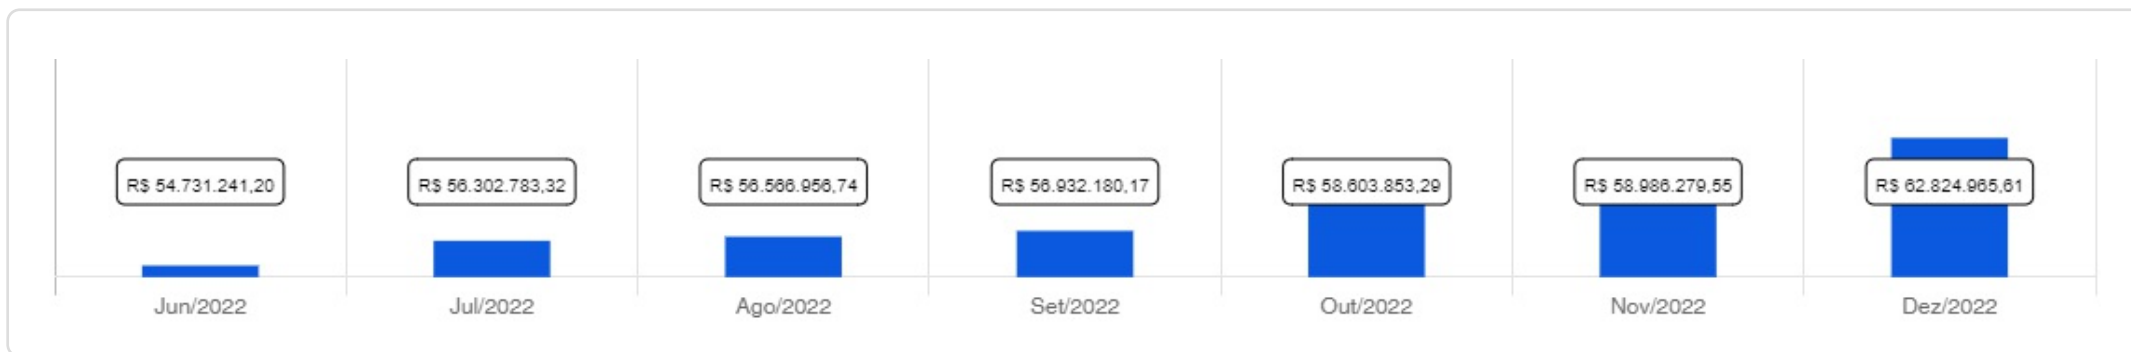 R$ 54.731.241,20
R$ 56.302.783,32
R$ 56.566.956,74
R$ 56.932.180,17
R$ 58.603.853,29
R$ 58.986.279,55
R$ 62.824.965,61
Jun/2022
Jul/2022
Ago/2022
Set/2022
Out/2022
Nov/2022
Dez/2022